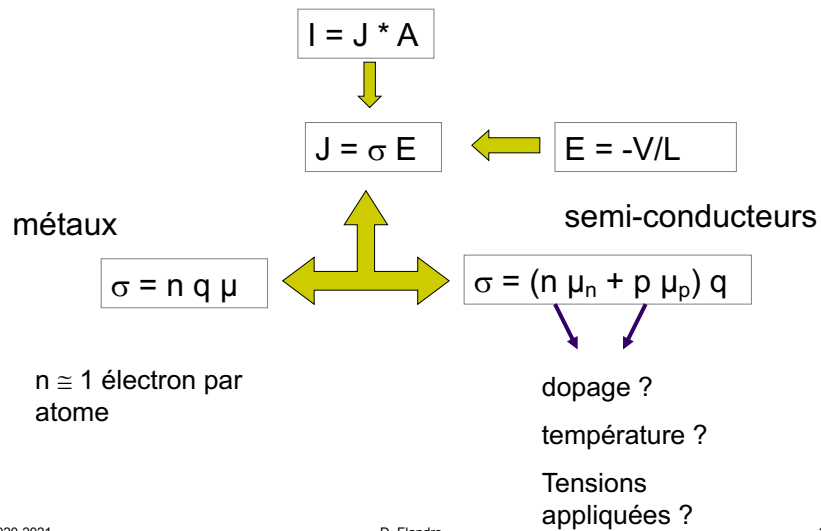 I = J * A
J = σ E
E = -V/L
métaux
semi-conducteurs
σ = n q µ
σ = (n µₙ + p µₚ) q
n ≅ 1 électron par
atome
dopage ?
température ?
Tensions
appliquées ?